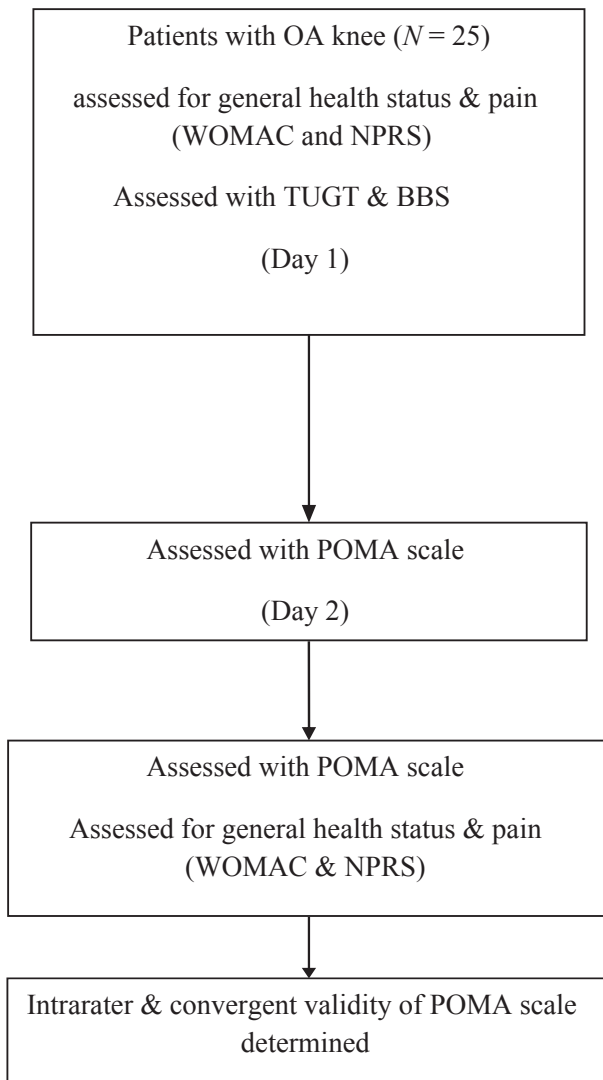 Patients with OA knee (N = 25)
assessed for general health status & pain
(WOMAC and NPRS)
Assessed with TUGT & BBS
(Day 1)
Assessed with POMA scale
(Day 2)
Assessed with POMA scale
Assessed for general health status & pain
(WOMAC & NPRS)
Intrarater & convergent validity of POMA scale
determined